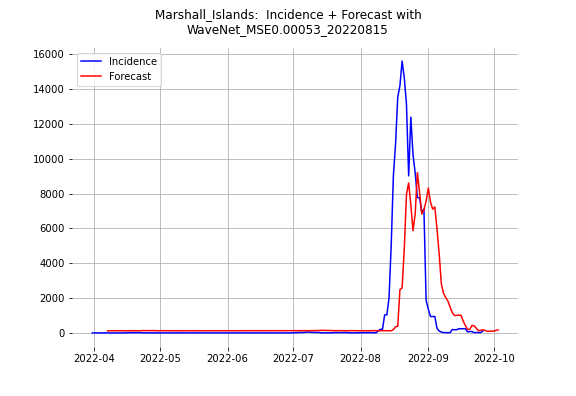 Marshall_Islands:  Incidence + Forecast with
WaveNet_MSE0.00053_20220815
Incidence
Forecast
16000
14000
12000
10000
8000
6000
4000
2000
0
2022-04 2022-05 2022-06 2022-07 2022-08 2022-09 2022-10